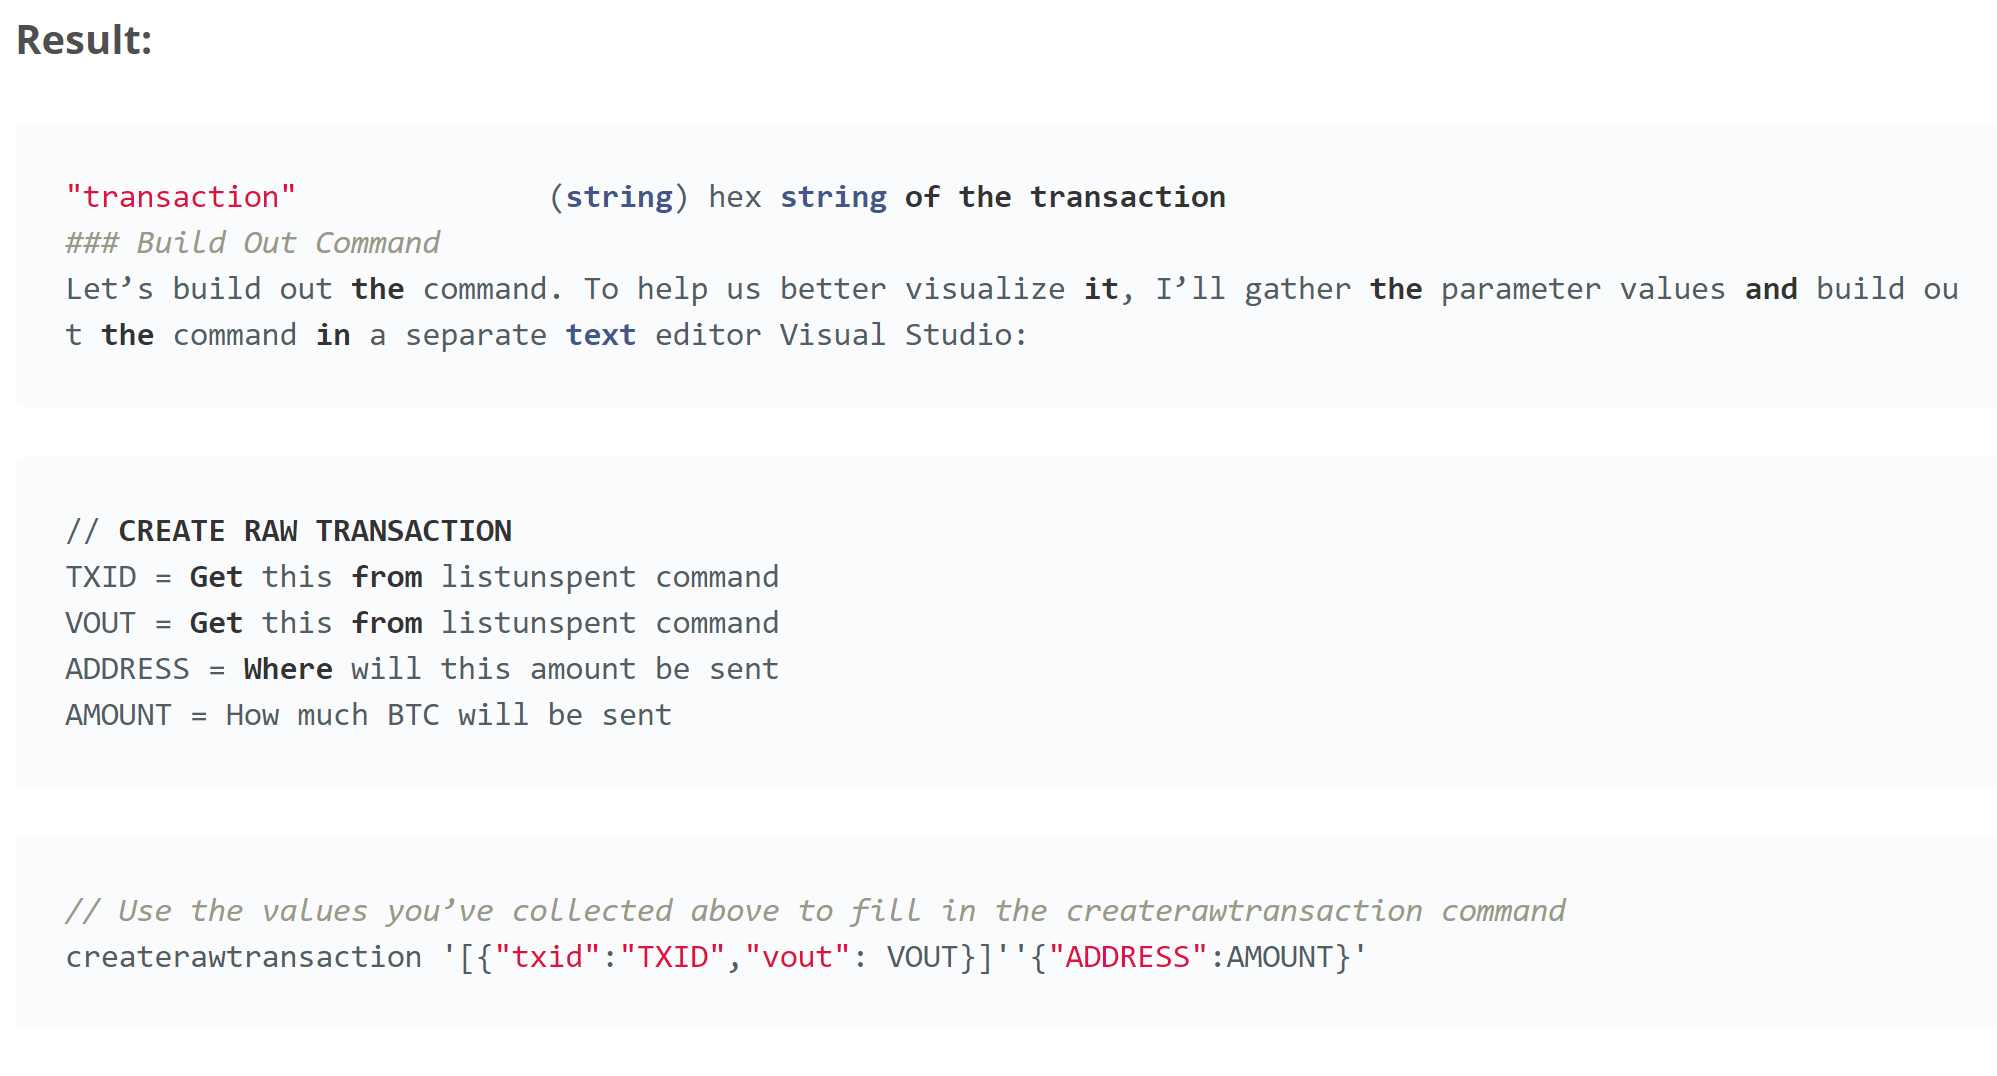 Result:
"transaction" (string) hex string of the transaction
### Build Out Command
Let’s build out the command. To help us better visualize it, I’ll gather the parameter values and build ou
t the command in a separate text editor Visual Studio:
// CREATE RAW TRANSACTION
TXID = Get this from listunspent command
VOUT = Get this from listunspent command
ADDRESS = Where will this amount be sent
AMOUNT = How much BTC will be sent
// Use the values you’ve collected above to fill in the createrawtransaction command
createrawtransaction '[{"txid":"TXID","vout": VOUT}]''{"ADDRESS":AMOUNT}'